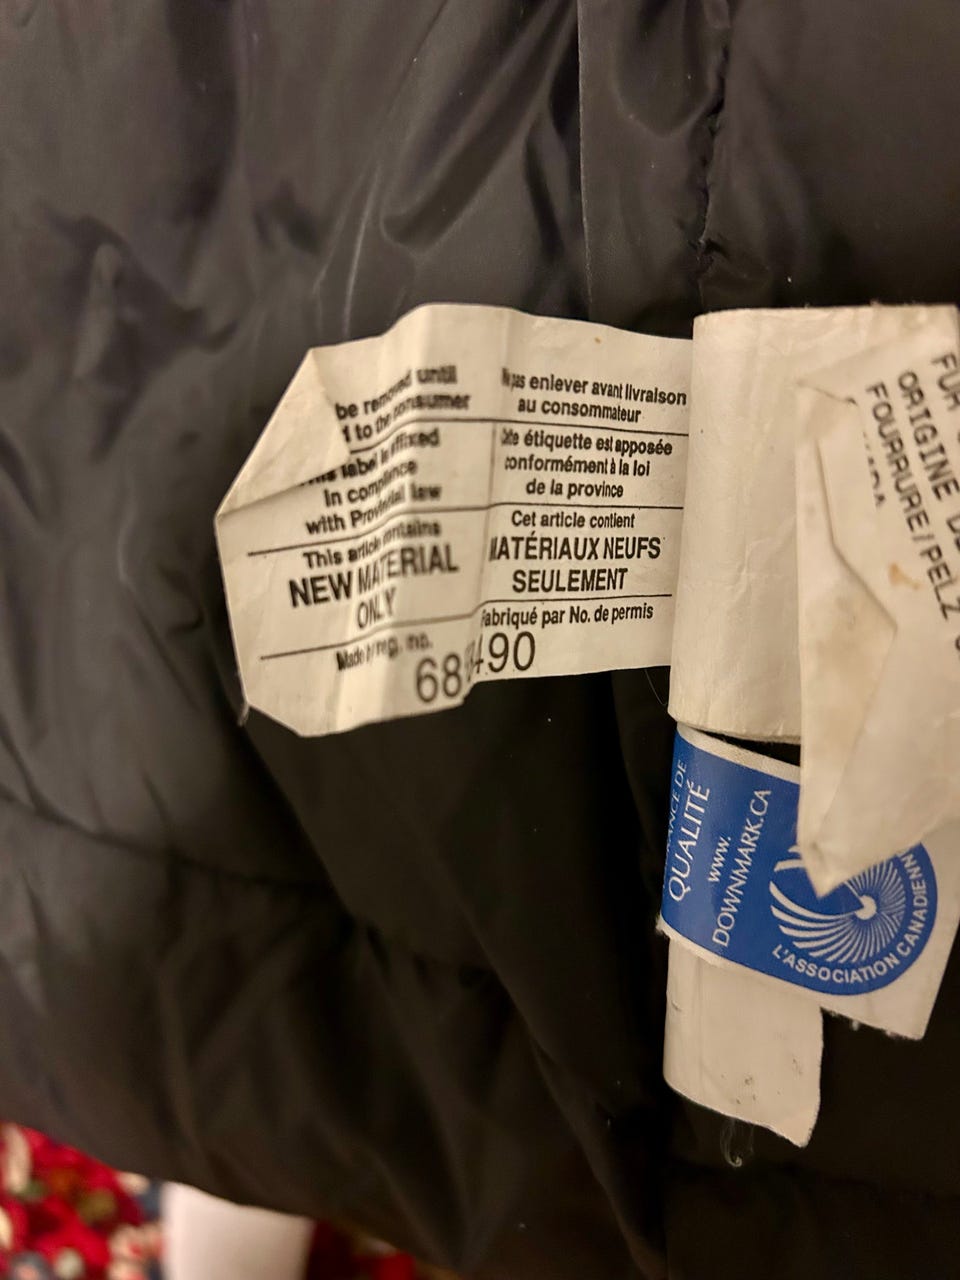 be removed until
to the consumer
label is affixed
In compliance
with Provincial law
This article contains
NEW MATERIAL
ONLY
Made by reg. no.
pas enlever avant livraison
au consommateur
étiquette est apposée
conformément à la loi
de la province
Cet article contient
MATÉRIAUX NEUFS
SEULEMENT
Fabriqué par No. de permis
FUR
ORIGINE
FOURRURE/PELZ
DE
QUALITÉ
www.
DOWNMARK.CA
L'ASSOCIATION CANADIENNE